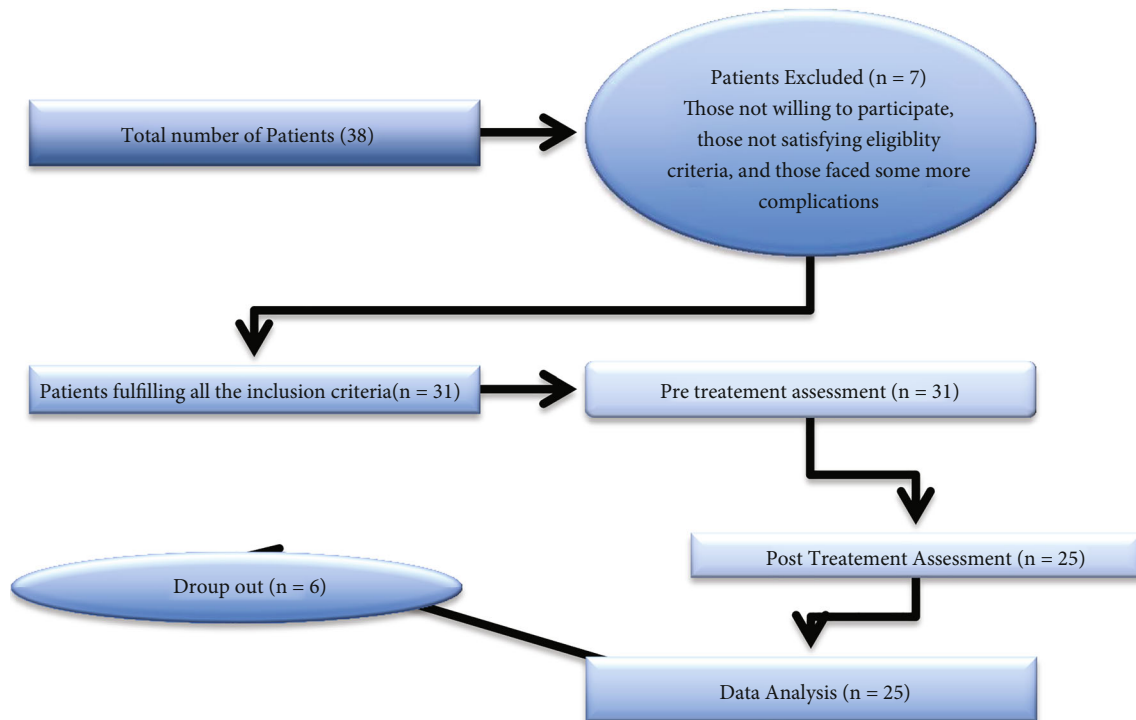 Total number of Patients (38)
Patients Excluded (n = 7)
Those not willing to participate,
those not satisfying eligiblity
criteria, and those faced some more
complications
Patients fulfilling all the inclusion criteria(n = 31)
Pre treatement assessment (n = 31)
Post Treatement Assessment (n = 25)
Droup out (n = 6)
Data Analysis (n = 25)